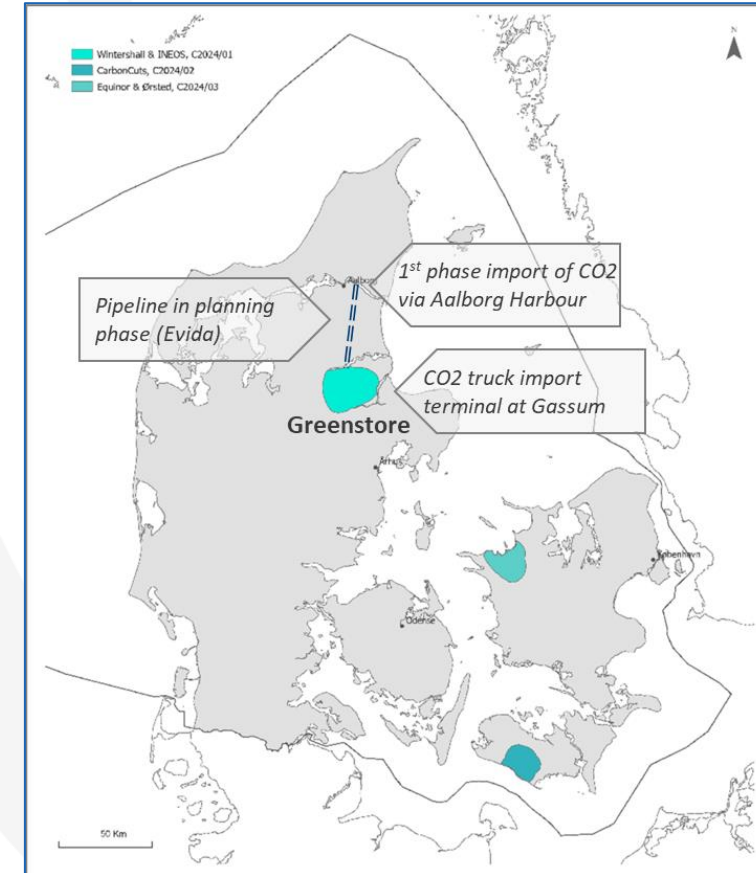 N
Wintershall & INEOS, C2024/01
CarbonCuts, C2024/02
Equinor & Ørsted, C2024/03
1st phase import of CO2
via Aalborg Harbour
Aalborg
Pipeline in planning
phase (Evida)
CO2 truck import
terminal at Gassum
Greenstore
Århus
København
Odense
50 Km